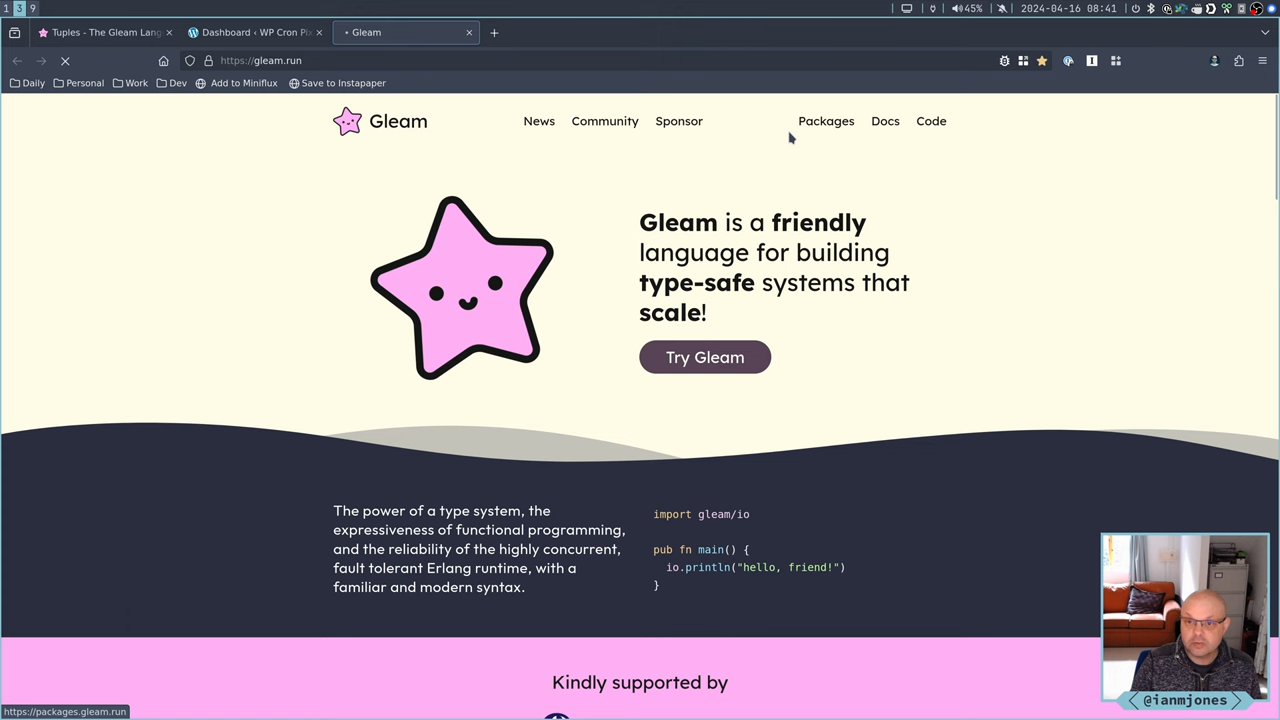 1 3 9
45% 2024-04-16 08:41
Tuples - The Gleam Lang
Dashboard ‹ WP Cron Pix
Gleam
https://gleam.run
Daily Personal Work Dev Add to Miniflux Save to Instapaper
Gleam News Community Sponsor Packages Docs Code
Gleam is a friendly
language for building
type-safe systems that
scale!
Try Gleam
The power of a type system, the
expressiveness of functional programming,
and the reliability of the highly concurrent,
fault tolerant Erlang runtime, with a
familiar and modern syntax.
import gleam/io
pub fn main() {
io.println("hello, friend!")
}
Kindly supported by
https://packages.gleam.run
@ianmjones